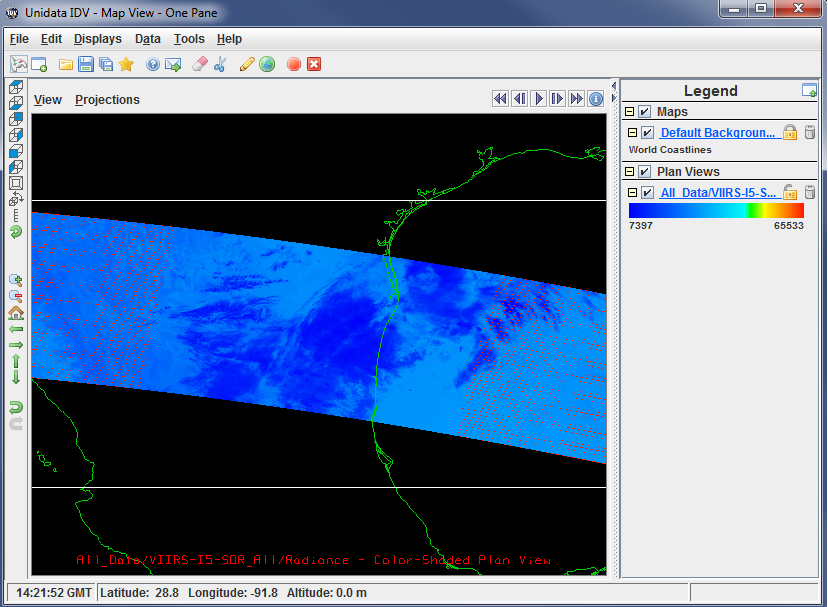 Unidata IDV - Map View - One Pane
File Edit Displays Data Tools Help
View Projections
Legend
Maps
Default Backgroun...
World Coastlines
Plan Views
All_Data/VIIRS-I5-S...
7397 65533
All_Data/VIIRS-I5-SDR_All/Radiance - Color-Shaded Plan View
14:21:52 GMT Latitude: 28.8 Longitude: -91.8 Altitude: 0.0 m